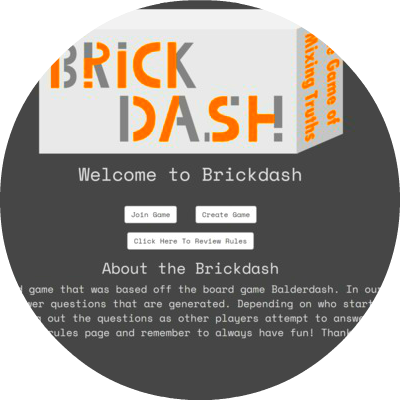 BRiCK
DASH!
Game of
Mixing Truths
Welcome to Brickdash
Join Game
Create Game
Click Here To Review Rules
About the Brickdash
game that was based off the board game Balderdash. In our
questions that are generated. Depending on who start
out the questions as other players attempt to answe
rules page and remember to always have fun! Thank